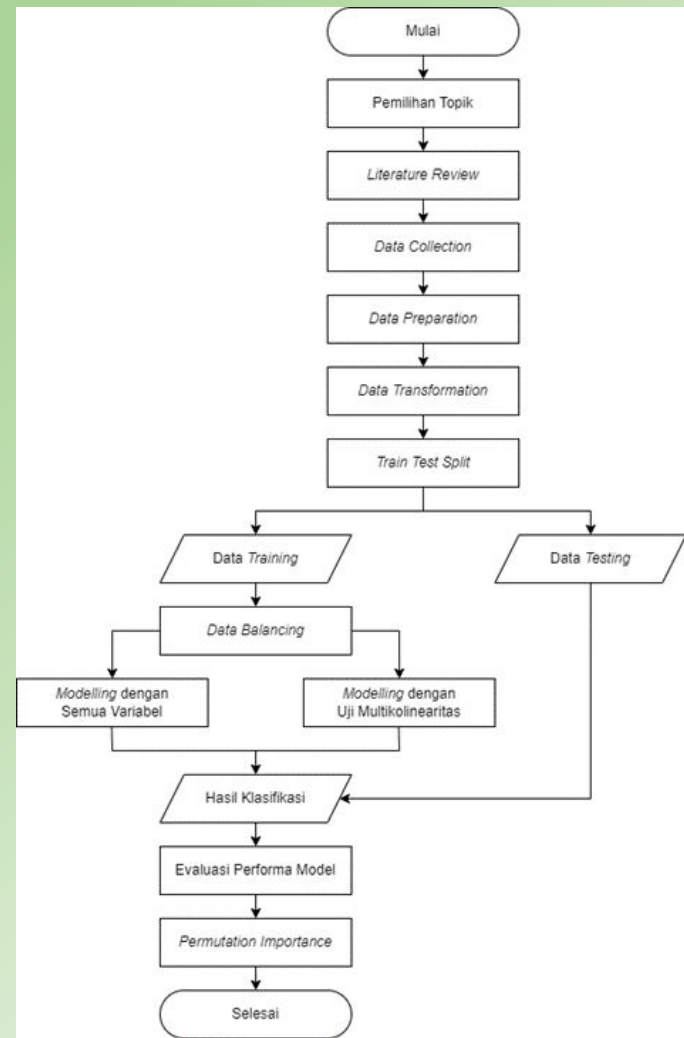 Mulai
Pemilihan Topik
Literature Review
Data Collection
Data Preparation
Data Transformation
Train Test Split
Data Training
Data Testing
Data Balancing
Modelling dengan
Semua Variabel
Modelling dengan
Uji Multikolinearitas
Hasil Klasifikasi
Evaluasi Performa Model
Permutation Importance
Selesai